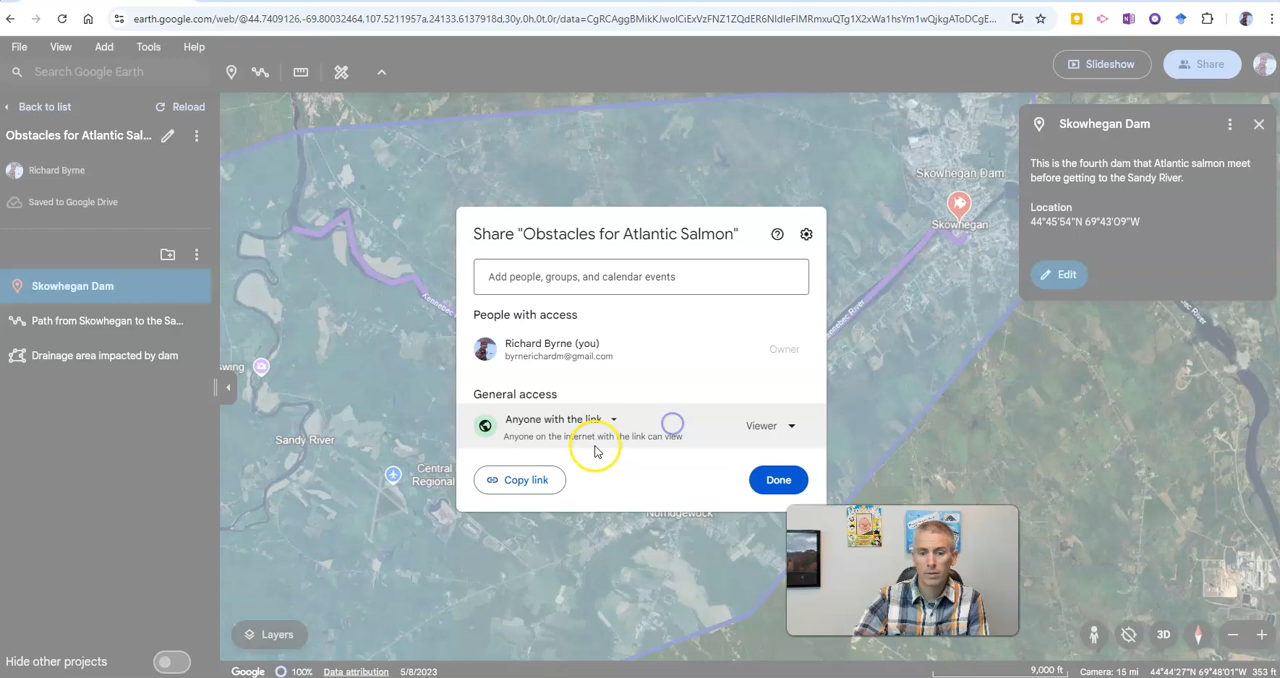 earth.google.com/web/@44.7409126,-69.80044362,107.5211957a,24133.6137918d,30y,0h,0t,0r/data=
File View Add Tools Help
Search Google Earth
Slideshow
Share
Back to list
Reload
Obstacles for Atlantic Sal...
Richard Byrne
Saved to Google Drive
Skowhegan Dam
Path from Skowhegan to the Sa...
Drainage area impacted by dam
Hide other projects
Skowhegan Dam
This is the fourth dam that Atlantic salmon meet
before getting to the Sandy River.
Location
44°45'54"N 69°43'09"W
Edit
Share "Obstacles for Atlantic Salmon"
Add people, groups, and calendar events
People with access
Richard Byrne (you)
byrnerichardm@gmail.com
Owner
General access
Anyone with the link
Anyone on the internet with the link can view
Viewer
Copy link
Done
Skowhegan Dam
Skowhegan
Kennebec River
wing
Sandy River
Central
Regional
Norridgewock
River
Layers
3D
Google
100%
Data attribution
5/8/2023
9,000 ft
Camera: 15 mi
44°44'27"N 69°48'01"W
353 ft